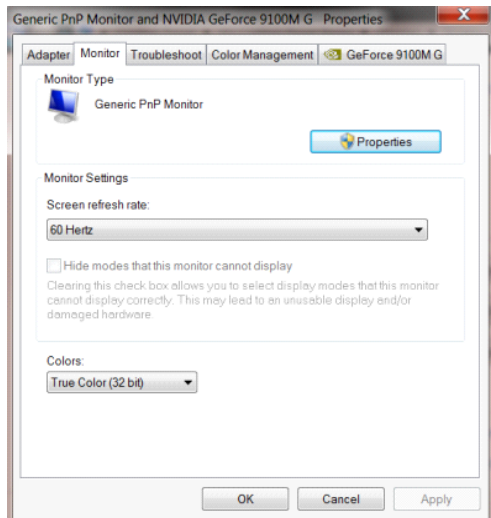 Generic PnP Monitor and NVIDIA GeForce 9100M G Properties
Adapter Monitor Troubleshoot Color Management GeForce 9100M G
Monitor Type
Generic PnP Monitor
Properties
Monitor Settings
Screen refresh rate:
60 Hertz
Hide modes that this monitor cannot display
Clearing this check box allows you to select display modes that this monitor
cannot display correctly. This may lead to an unusable display and/or
damaged hardware.
Colors:
True Color (32 bit)
OK Cancel Apply